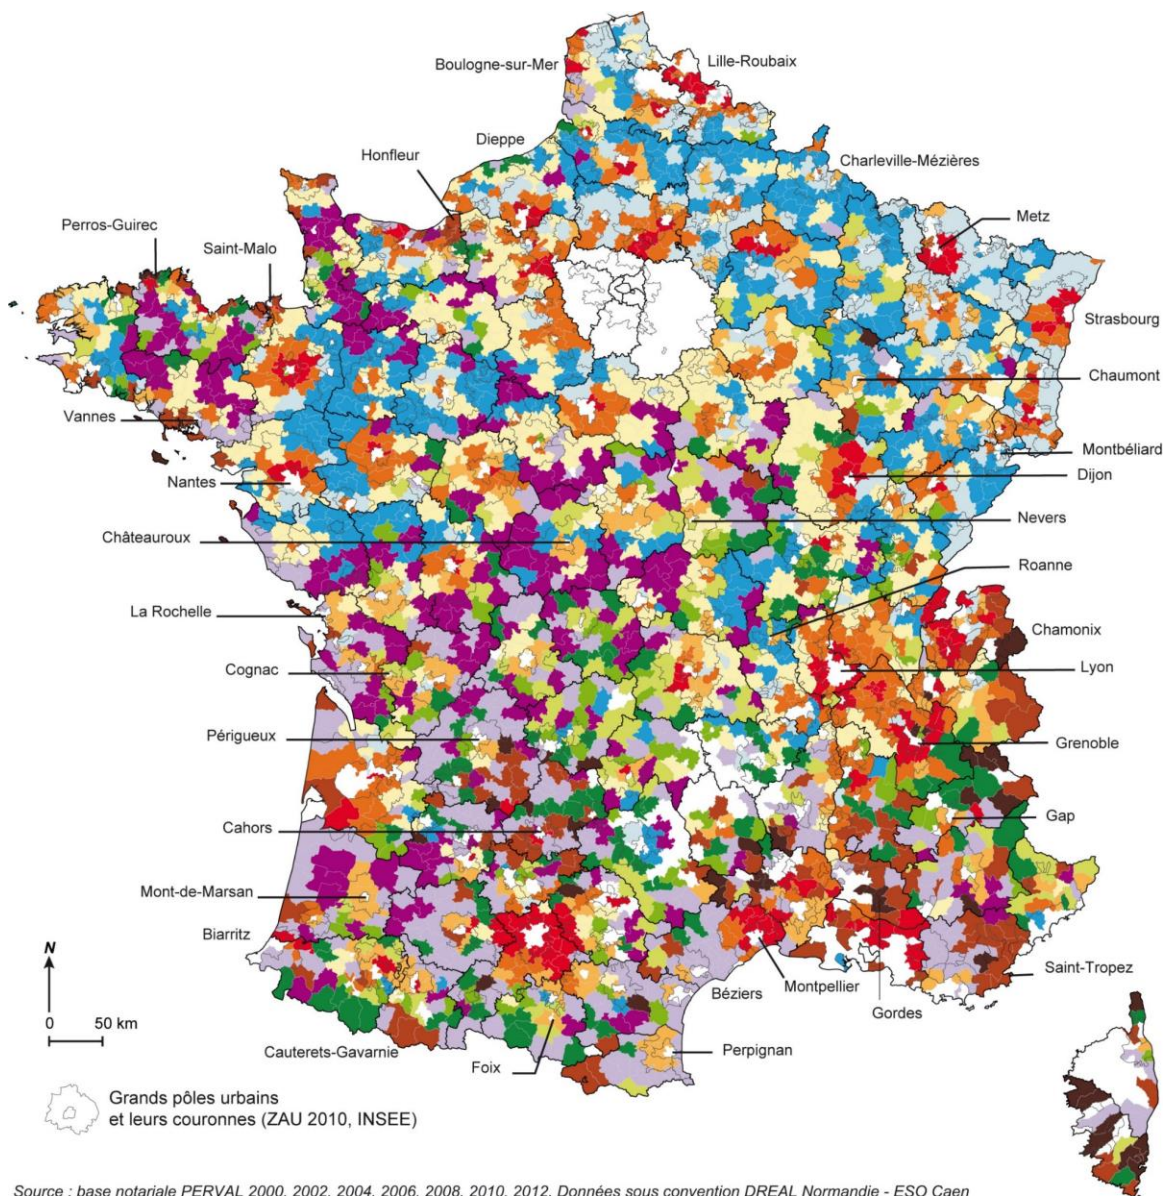 Boulogne-sur-Mer
Lille-Roubaix
Dieppe
Honfleur
Charleville-Mézières
Perros-Guirec
Saint-Malo
Metz
Strasbourg
Chaumont
Vannes
Montbéliard
Nantes
Dijon
Nevers
Châteauroux
Roanne
La Rochelle
Chamonix
Cognac
Lyon
Périgueux
Grenoble
Cahors
Gap
Mont-de-Marsan
Biarritz
N
Saint-Tropez
Béziers
Montpellier
Gordes
0 50 km
Cauterets-Gavarnie
Foix
Perpignan
Grands pôles urbains
et leurs couronnes (ZAU 2010, INSEE)
Source : base notariale PERVAL 2000, 2002, 2004, 2006, 2008, 2010, 2012. Données sous convention DREAL Normandie - ESO Caen